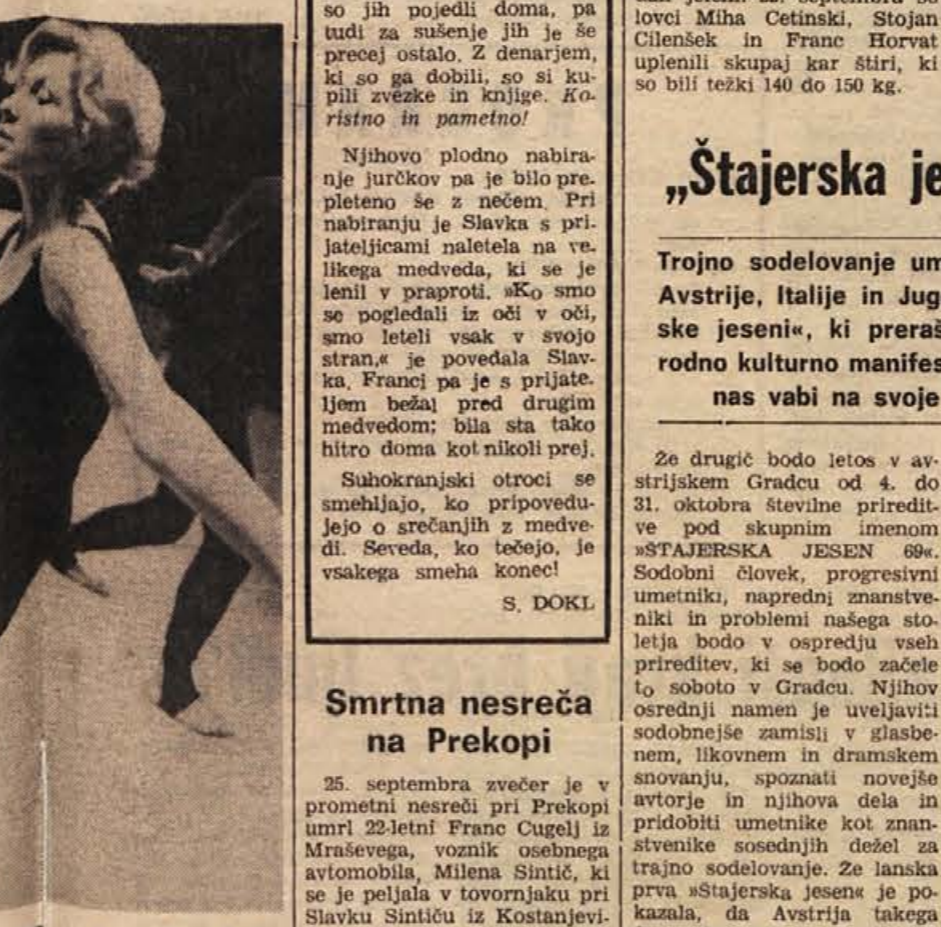 so jih pojedli doma, pa
tudi za sušenje jih je še
precej ostalo. Z denarjem,
ki so ga dobili, so si ku-
pili zvezke in knjige. Ko-
ristno in pametno!
Njihovo plodno nabira-
nje jurčkov pa je bilo pre-
pleteno še z nečem. Pri
nabiranju je Slavka s pri-
jateljicami naletela na ve-
likega medveda, ki se je
lenil v praproti. »Ko smo
se pogledali iz oči v oči,
smo leteli vsak v svojo
stran,« je povedala Slav-
ka. Franci pa je s prijate-
ljem bežal pred drugim
medvedom; bila sta tako
hitro doma kot nikoli prej.
Suhokranjski otroci se
smehljajo, ko pripovedu-
jejo o srečanjih z medve-
di. Seveda, ko tečejo, je
vsakega smeha konec!
S. DOKL
Smrtna nesreča
na Prekopi
25. septembra zvečer je v
prometni nesreči pri Prekopi
umrl 22-letni Franc Cugelj iz
Mraševega, voznik osebnega
avtomobila, Milena Sintič, ki
se je peljala v tovornjaku pri
Slavku Sintiču iz Kostanjevi-
lovci Miha Cetinski, Stojan
Cilenšek in Franc Horvat
uplenili skupaj kar štiri, ki
so bili težki 140 do 150 kg.
„Štajerska je
Trojno sodelovanje um
Avstrije, Italije in Jug
ske jeseni«, ki preraš
rodno kulturno manifes
nas vabi na svoje
Že drugič bodo letos v av-
strijskem Gradcu od 4. do
31. oktobra številne priredit-
ve pod skupnim imenom
»ŠTAJERSKA JESEN 69«.
Sodobni človek, progresivni
umetniki, napredni znanstve-
niki in problemi našega sto-
letja bodo v ospredju vseh
prireditev, ki se bodo začele
to soboto v Gradcu. Njihov
osrednji namen je uveljaviti
sodobnejše zamisli v glasbe-
nem, likovnem in dramskem
snovanju, spoznati novejše
avtorje in njihova dela in
pridobiti umetnike kot znan-
stvenike sosednjih dežel za
trajno sodelovanje. Že lanska
prva »Štajerska jesen« je po-
kazala, da Avstrija takega